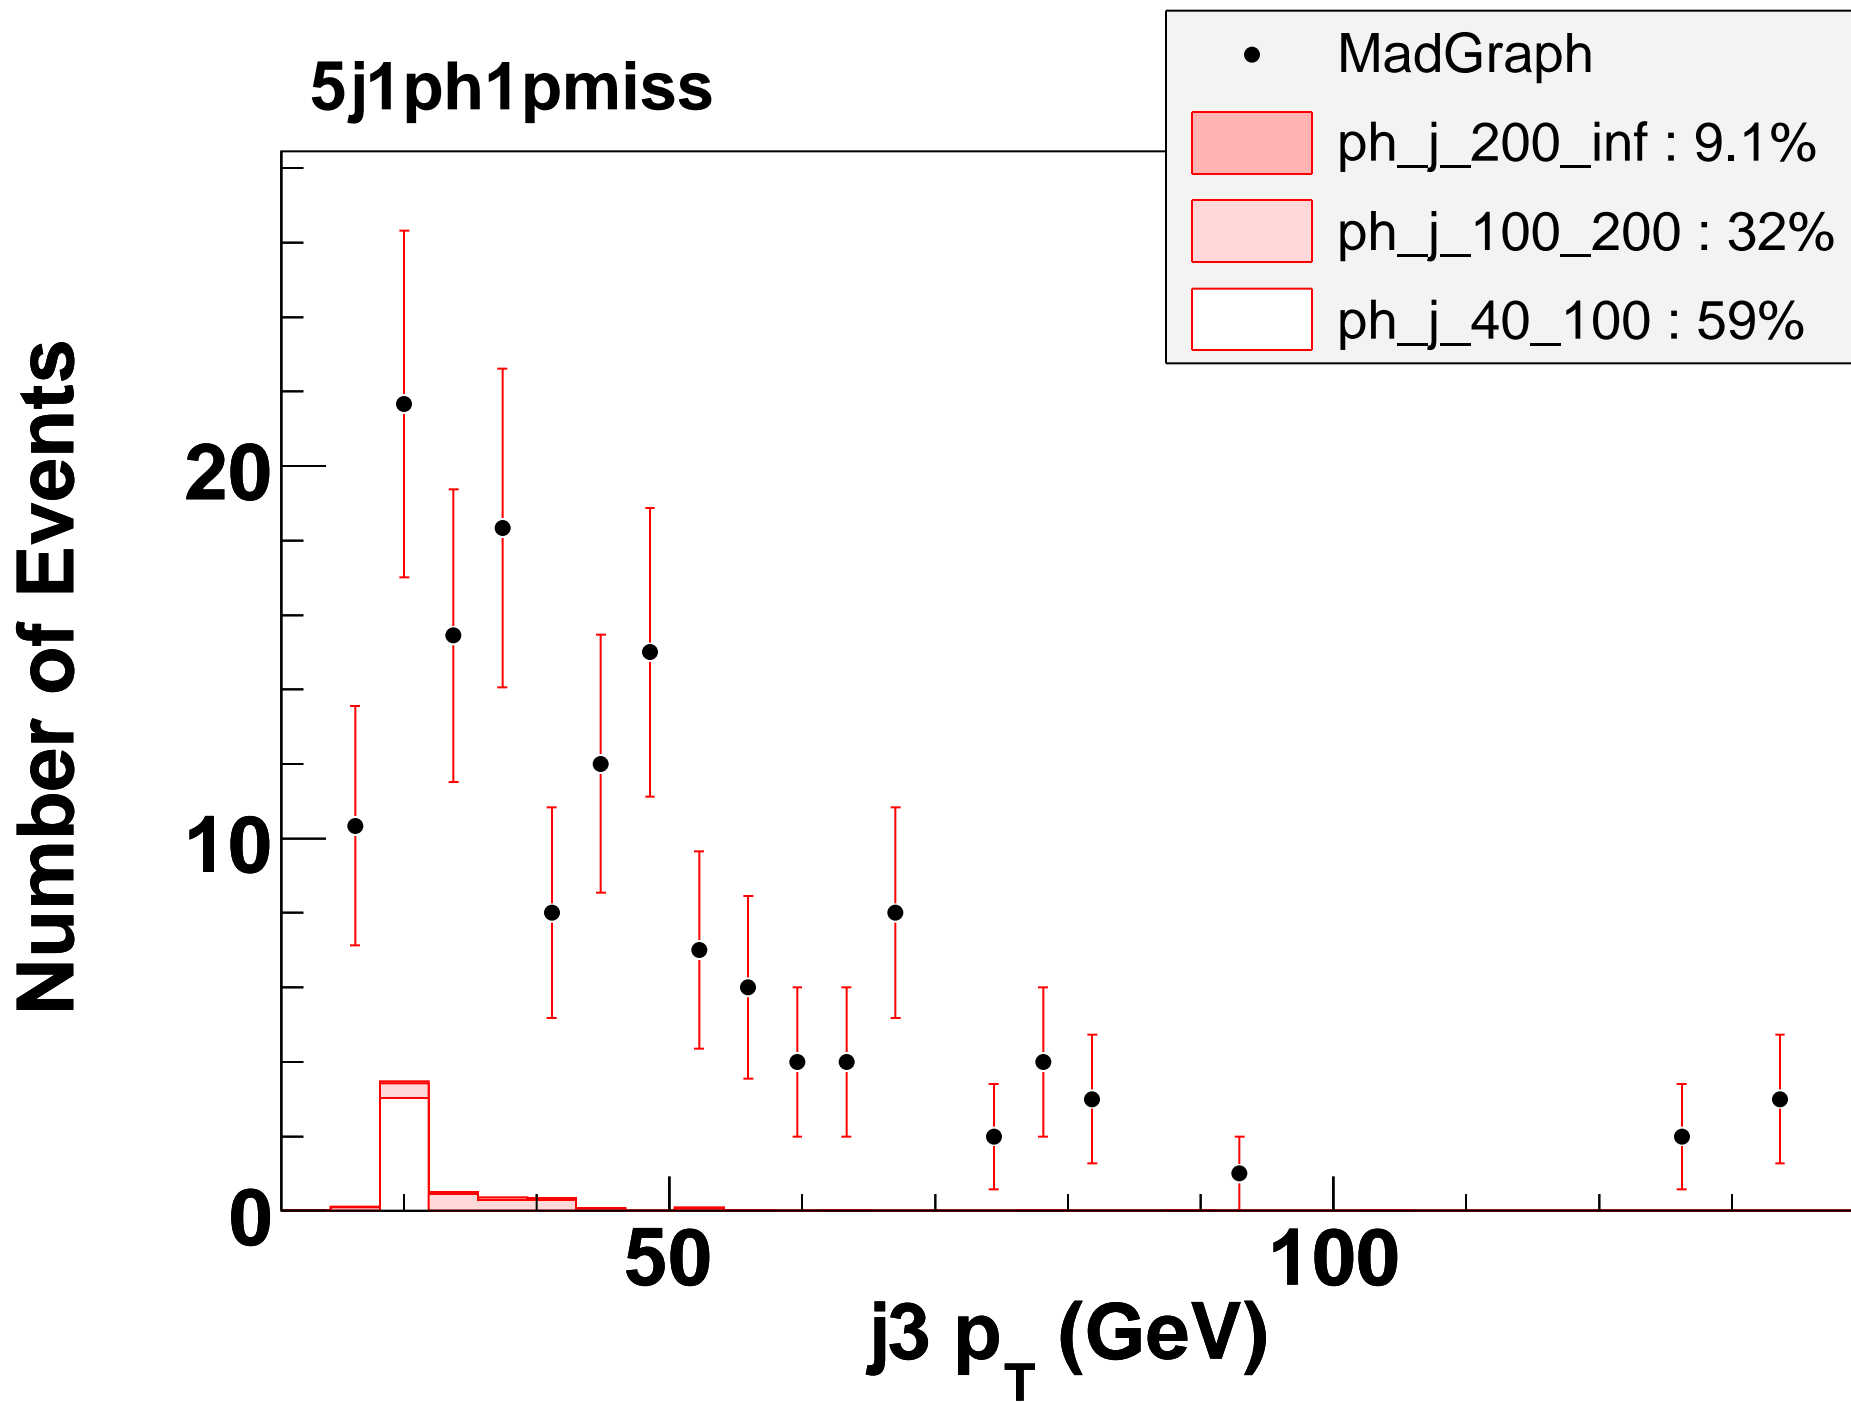 5j1ph1pmiss
MadGraph
ph_j_200_inf : 9.1%
ph_j_100_200 : 32%
ph_j_40_100 : 59%
Number of Events
20
10
0
50
100
j3 p_T (GeV)